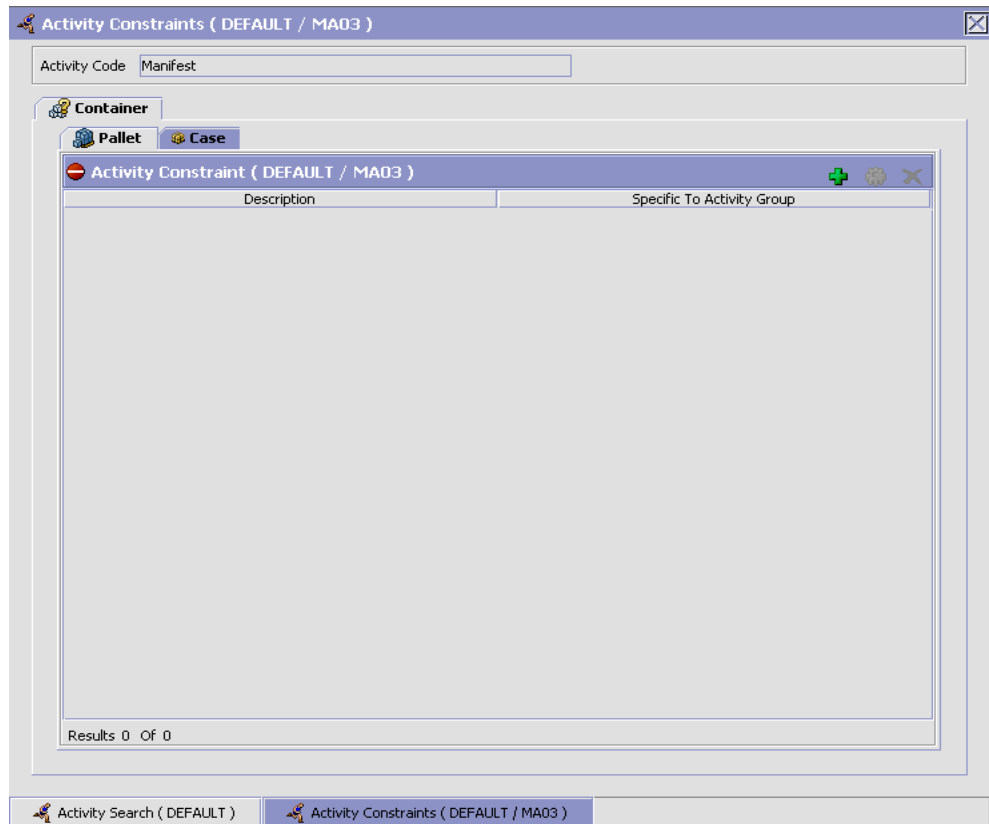 Activity Constraints ( DEFAULT / MA03 )
Activity Code Manifest
Container
Pallet Case
Activity Constraint ( DEFAULT / MA03 )
Description Specific To Activity Group
Results 0 Of 0
Activity Search ( DEFAULT ) Activity Constraints ( DEFAULT / MA03 )